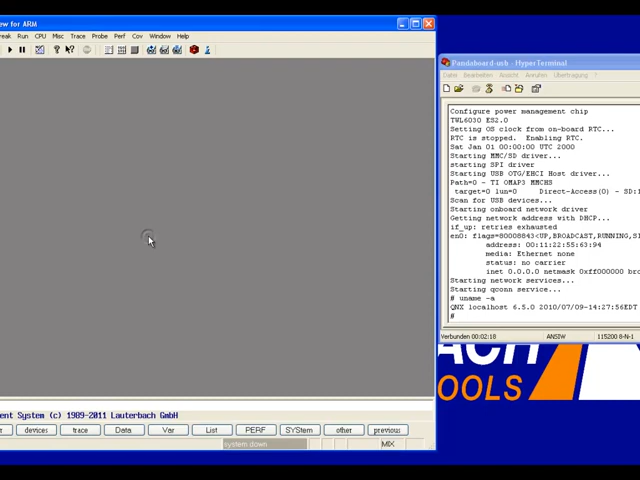 ew for ARM
eak Run CPU Misc Trace Probe Perf Cov Window Help
Pandaboard-usb - HyperTerminal
Datei Bearbeiten Ansicht Anrufen Übertragung ?
Configure power management chip
TWL6030 ES2.0
Setting OS clock from on-board RTC...
RTC is stopped.  Enabling RTC.
Sat Jan 01 00:00:00 UTC 2000
Starting MMC/SD driver...
starting SPI driver
Starting USB OTG/EHCI Host driver...
Path=0 - TI OMAP3 MMCHS
target=0 lun=0     Direct-Access(0) - SD:1
Scan for USB devices...
Starting onboard network driver
Getting network address with DHCP...
if_up: retries exhausted
en0: flags=80008843<UP,BROADCAST,RUNNING,SI
address: 00:11:22:55:63:94
media: Ethernet none
status: no carrier
inet 0.0.0.0 netmask 0xff000000 bro
Starting network services...
Starting qconn service...
# uname -a
QNX localhost 6.5.0 2010/07/09-14:27:56EDT
#
Verbunden 00:02:18 ANSIW 115200 8-N-1
ACH
OOLS
ent System (c) 1989-2011 Lauterbach GmbH
r devices trace Data Var List PERF SYStem other previous
system down MIX